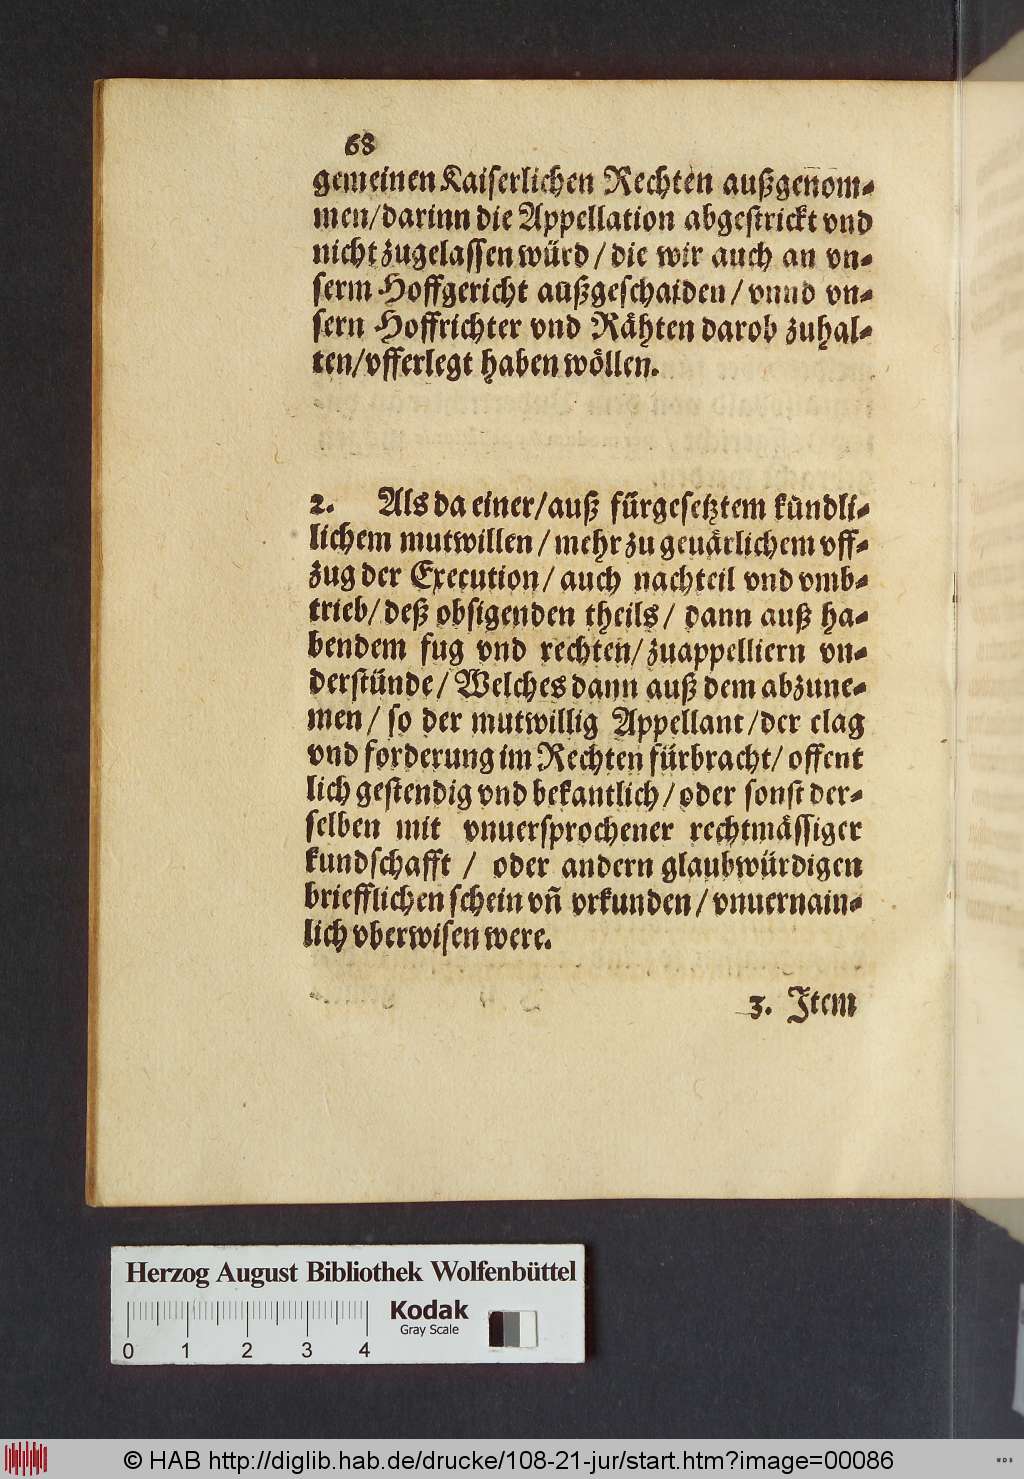 68
gemeinen Kaiserlichen Rechten außgenom-
men/darinn die Appellation abgestrickt vnd
nicht zugelassen würd / die wir auch an vn-
serm Hoffgericht außgeschaiden / vnnd vn-
sern Hoffrichter vnd Rähten darob zuhal-
ten/vfferlegt haben wöllen.
2. Als da einer/auß fürgesetztem kündli-
lichem mutwillen / mehr zu geuärlichem vff-
zug der Execution / auch nachteil vnd vmb-
trieb/ deß obsigenden theils / dann auß ha-
bendem fug vnd rechten/ zuappelliern vn-
derstünde / Welches dann auß dem abzune-
men / so der mutwillig Appellant/der clag
vnd forderung im Rechten fürbracht/ offent
lich gestendig vnd bekantlich / oder sonst der-
selben mit vnuersprochener rechtmässiger
kundschafft / oder andern glaubwürdigen
briefflichen schein vñ vrkunden / vnuernain-
lich vberwisen were.
3. Item
Herzog August Bibliothek Wolfenbüttel
Kodak
Gray Scale
0 1 2 3 4
© HAB http://diglib.hab.de/drucke/108-21-jur/start.htm?image=00086